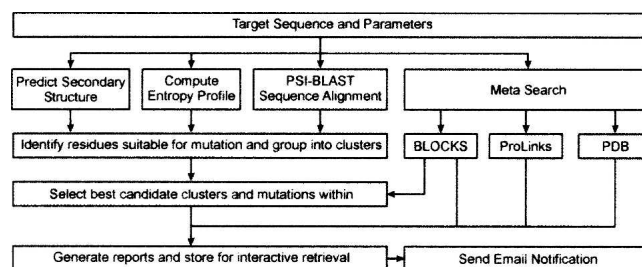 Target Sequence and Parameters
Predict Secondary
Structure
Compute
Entropy Profile
PSI-BLAST
Sequence Alignment
Meta Search
Identify residues suitable for mutation and group into clusters
BLOCKS
ProLinks
PDB
Select best candidate clusters and mutations within
Generate reports and store for interactive retrieval
Send Email Notification